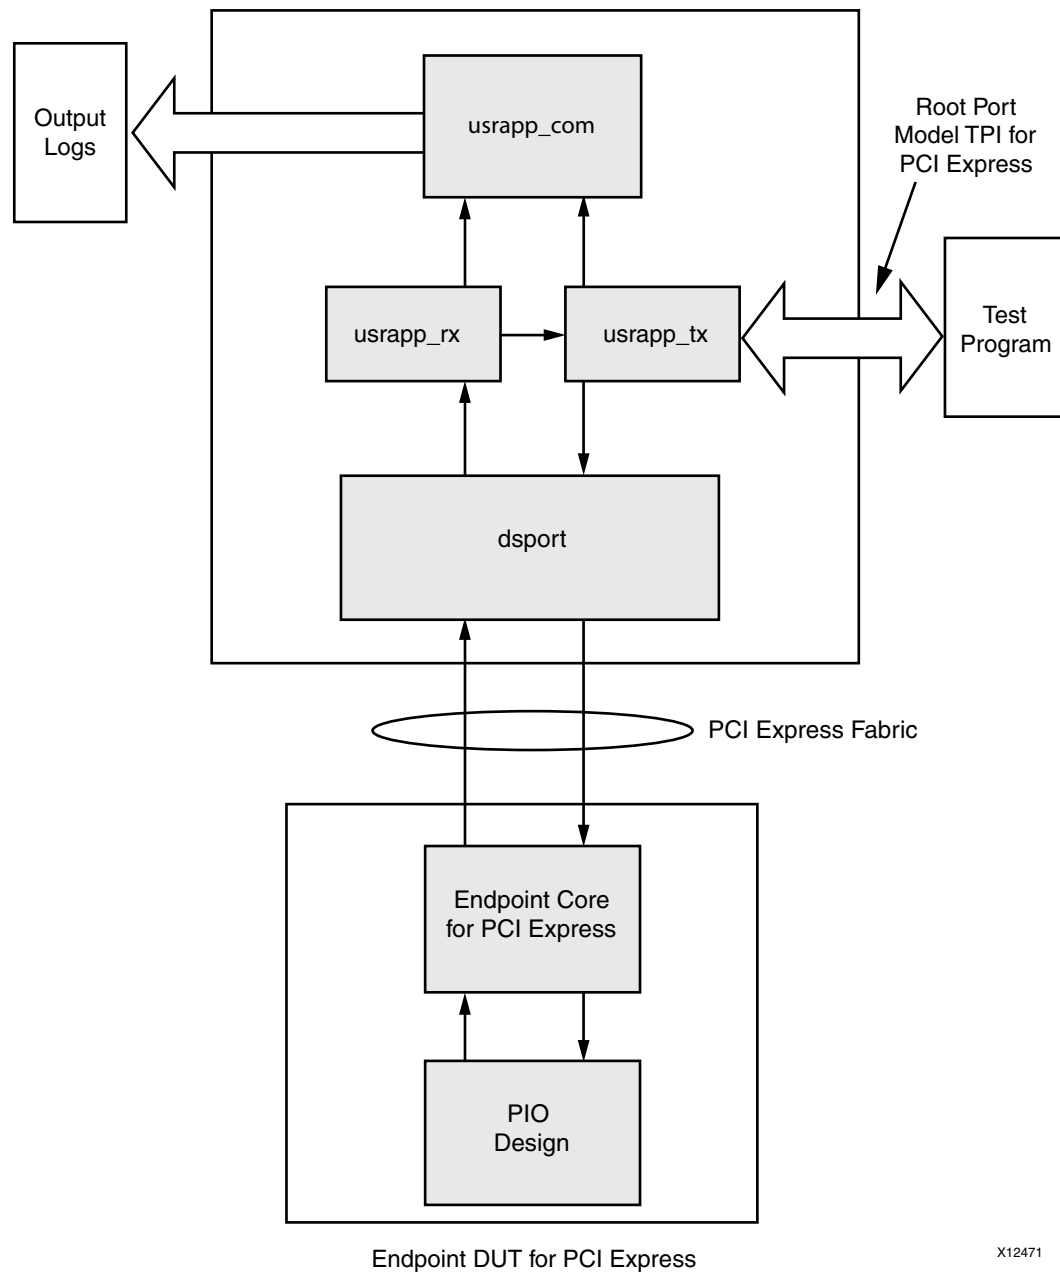 Output
Logs
usrapp_com
Root Port
Model TPI for
PCI Express
usrapp_rx
usrapp_tx
Test
Program
dsport
PCI Express Fabric
Endpoint Core
for PCI Express
PIO
Design
Endpoint DUT for PCI Express
X12471